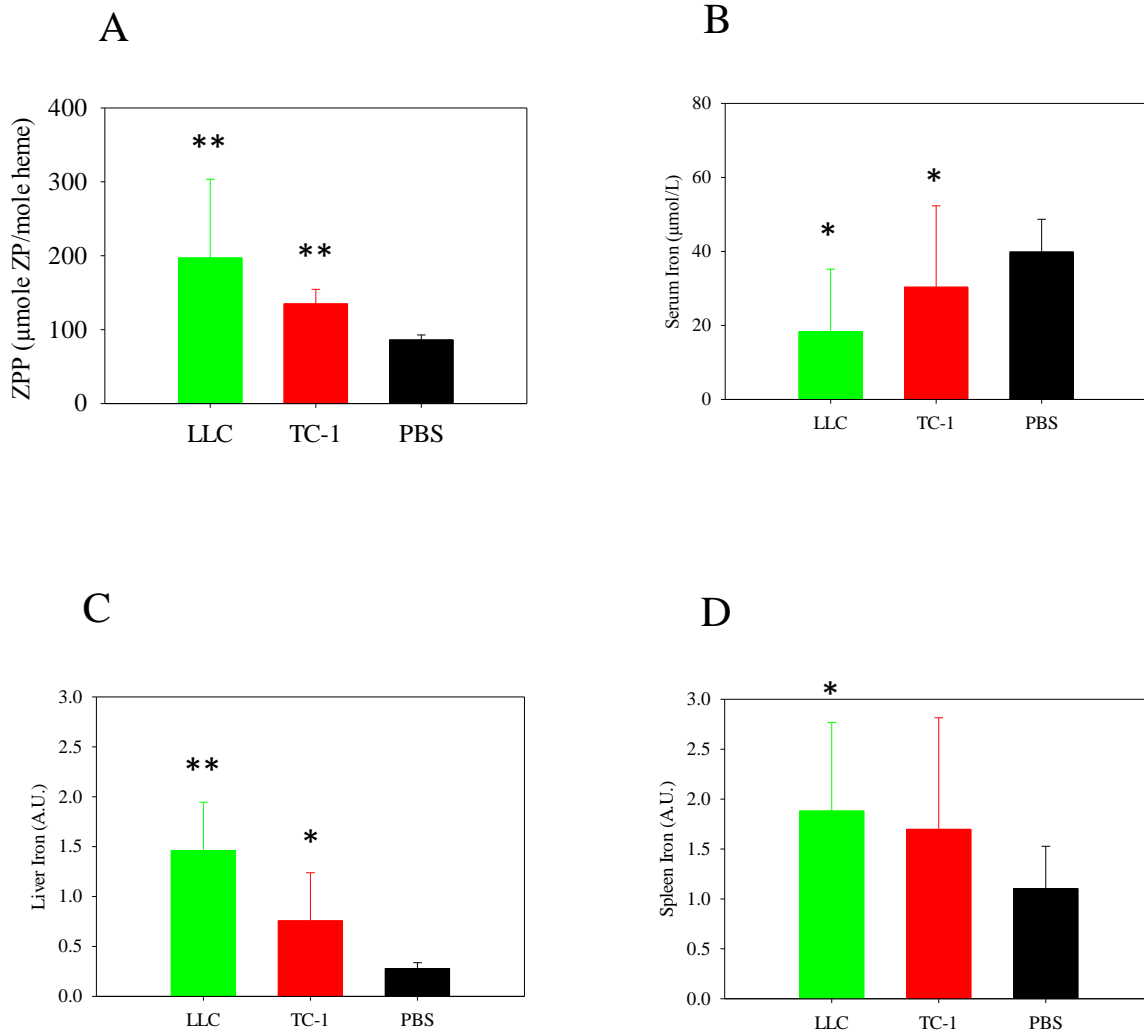 A
ZPP (µmole ZP/mole heme)
400
300
200
100
0
**
**
LLC TC-1 PBS
B
Serum Iron (µmol/L)
80
60
40
20
0
*
*
LLC TC-1 PBS
C
Liver Iron (A.U.)
3.0
2.5
2.0
1.5
1.0
0.5
0.0
**
*
LLC TC-1 PBS
D
Spleen Iron (A.U.)
3.0
2.5
2.0
1.5
1.0
0.5
0.0
*
LLC TC-1 PBS